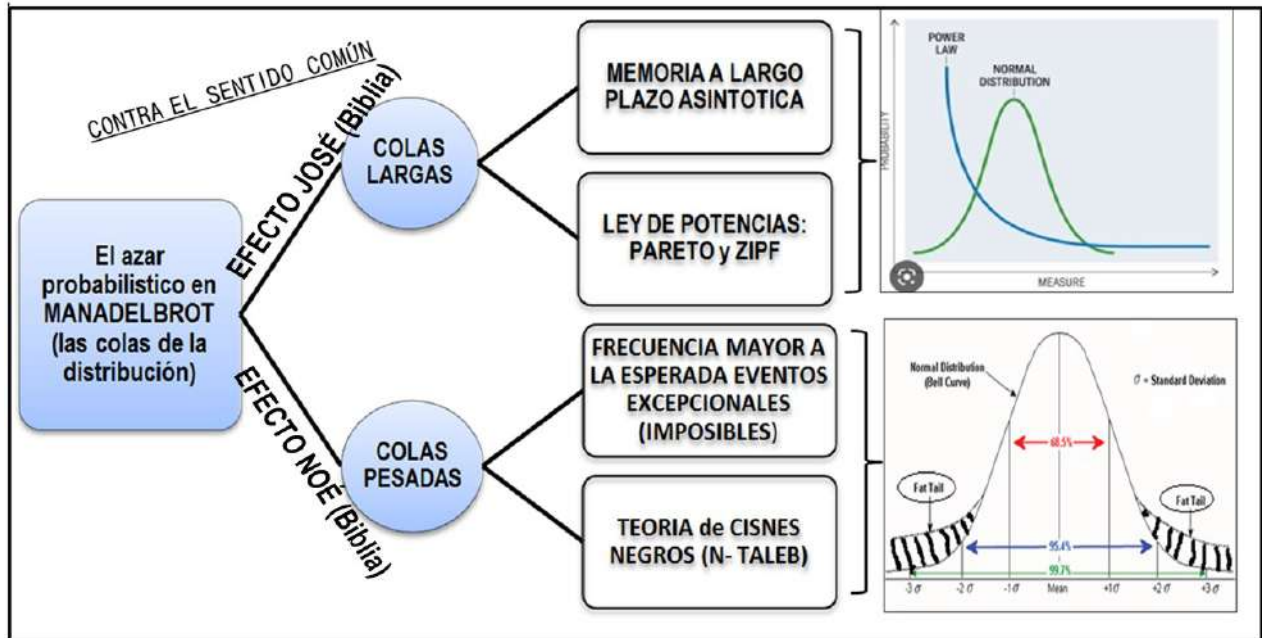 CONTRA EL SENTIDO COMÚN
El azar
probabilistico en
MANADELBROT
(las colas de la
distribución)
EFECTO JOSÉ (Biblia)
EFECTO NOÉ (Biblia)
COLAS
LARGAS
COLAS
PESADAS
MEMORIA A LARGO
PLAZO ASINTOTICA
LEY DE POTENCIAS:
PARETO y ZIPF
FRECUENCIA MAYOR A
LA ESPERADA EVENTOS
EXCEPCIONALES
(IMPOSIBLES)
TEORIA de CISNES
NEGROS (N- TALEB)
POWER
LAW
NORMAL
DISTRIBUTION
PROBABILITY
MEASURE
Normal Distribution
(Bell Curve)
σ = Standard Deviation
68.5%
Fat Tail
Fat Tail
95.4%
99.7%
-3 σ -2 σ -1σ Mean +1σ +2σ +3σ